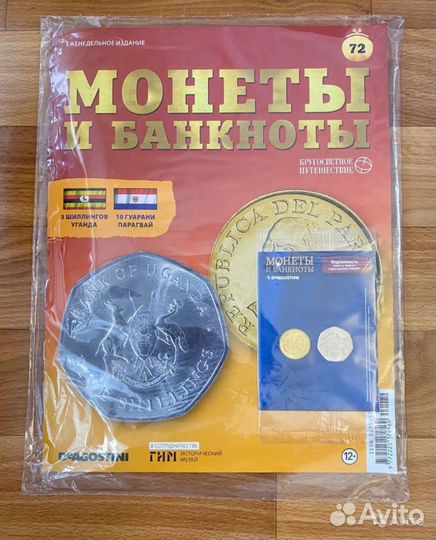 ЕЖЕНЕДЕЛЬНОЕ ИЗДАНИЕ
72
МОНЕТЫ
И БАНКНОТЫ
КРУГОСВЕТНОЕ
ПУТЕШЕСТВИЕ
5 ШИЛЛИНГОВ
УГАНДА
10 ГУАРАНИ
ПАРАГВАЙ
REPUBLICA DEL PAR
BANK OF UGANDA
SHILLINGS
МОНЕТЫ
И БАНКНОТЫ
DeAGOSTINI
10
DeAGOSTINI
В СОТРУДНИЧЕСТВЕ
ГИМ
ИСТОРИЧЕСКИЙ
МУЗЕЙ
12+
Avito